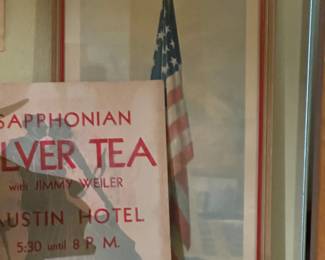 SAPPHONIAN
LVER TEA
with JIMMY WEILER
AUSTIN HOTEL
5:30 until 8 P. M.